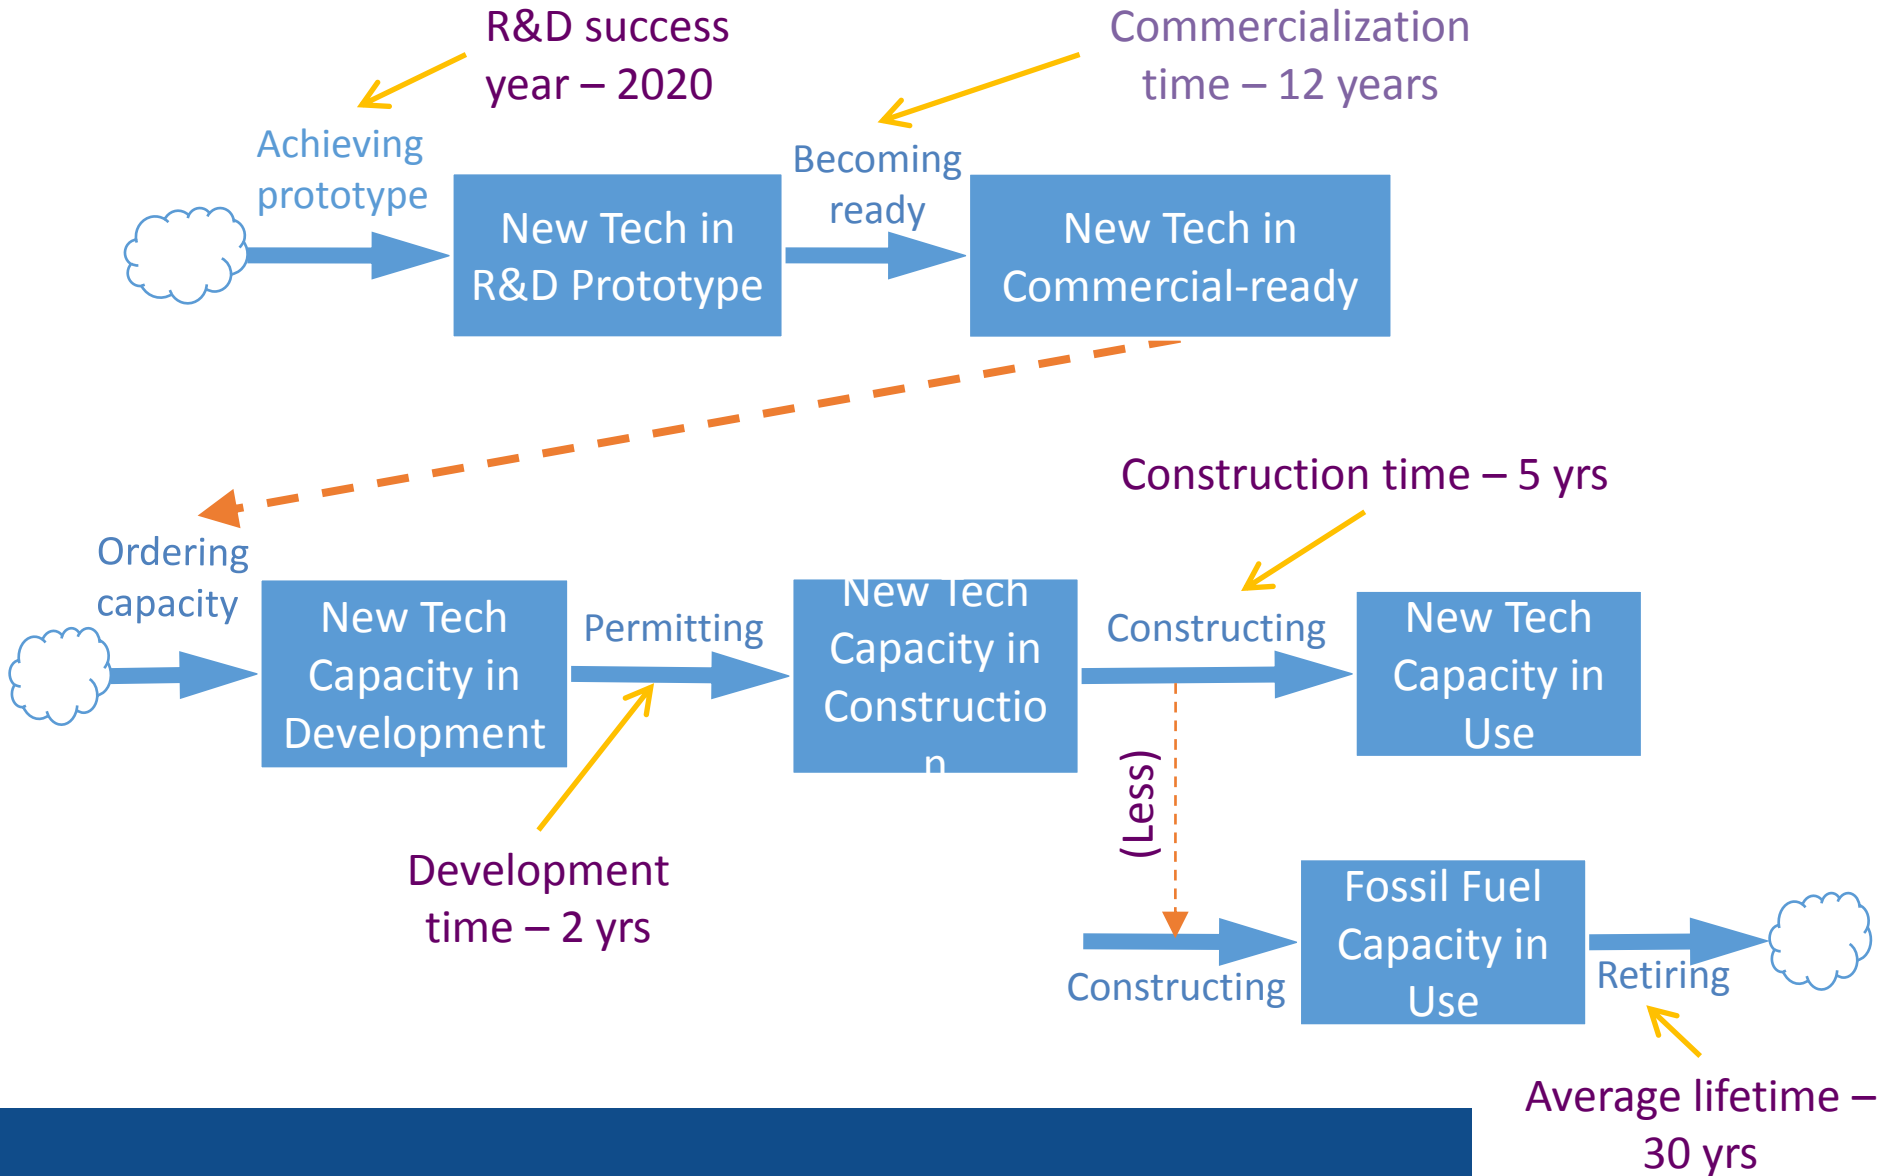 R&D success
year – 2020
Commercialization
time – 12 years
Achieving
prototype
Becoming
ready
New Tech in
R&D Prototype
New Tech in
Commercial-ready
Construction time – 5 yrs
Ordering
capacity
New Tech
Capacity in
Development
Permitting
New Tech
Capacity in
Constructio
n
Constructing
New Tech
Capacity in
Use
(Less)
Development
time – 2 yrs
Constructing
Fossil Fuel
Capacity in
Use
Retiring
Average lifetime –
30 yrs